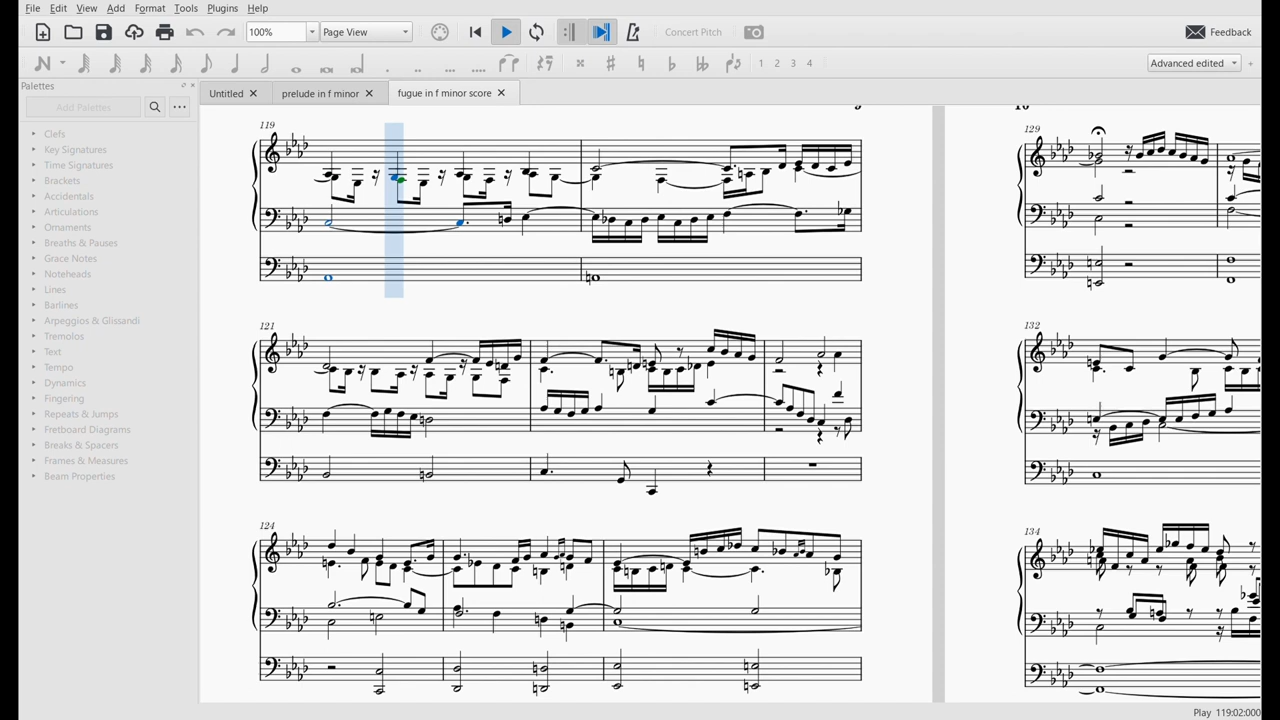 File Edit View Add Format Tools Plugins Help
100% Page View Concert Pitch Feedback
1 2 3 4 Advanced edited
Palettes
Untitled prelude in f minor fugue in f minor score
Add Palettes
Clefs
Key Signatures
Time Signatures
Brackets
Accidentals
Articulations
Ornaments
Breaths & Pauses
Grace Notes
Noteheads
Lines
Barlines
Arpeggios & Glissandi
Tremolos
Text
Tempo
Dynamics
Fingering
Repeats & Jumps
Fretboard Diagrams
Breaks & Spacers
Frames & Measures
Beam Properties
119
121
124
129
132
134
Play 119:02:000